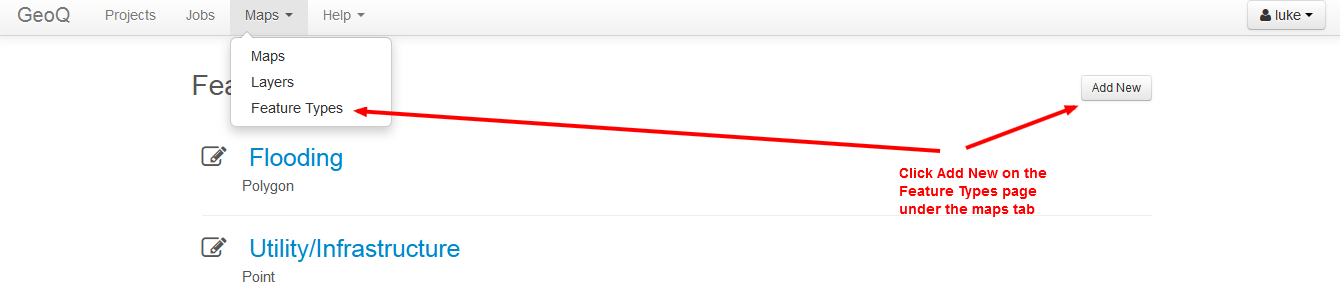 GeoQ Projects Jobs Maps Help luke
Maps
Layers
Feature Types
Fea
Add New
Flooding
Polygon
Click Add New on the
Feature Types page
under the maps tab
Utility/Infrastructure
Point